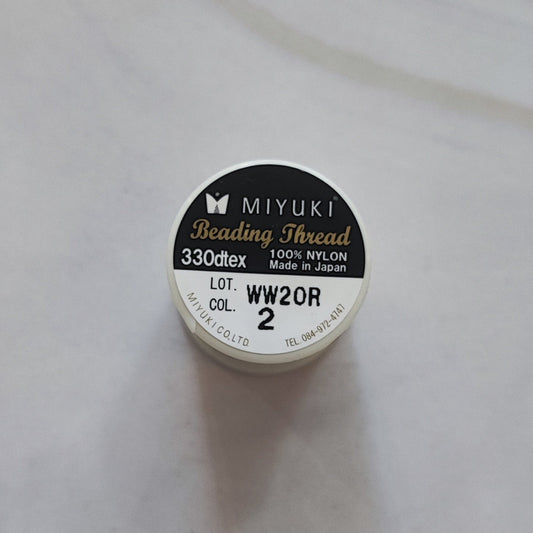 MIYUKI®
Beading Thread
330dtex 100% NYLON
Made in Japan
LOT. WW20R
COL. 2
MIYUKI CO.,LTD.
TEL. 084-972-4747